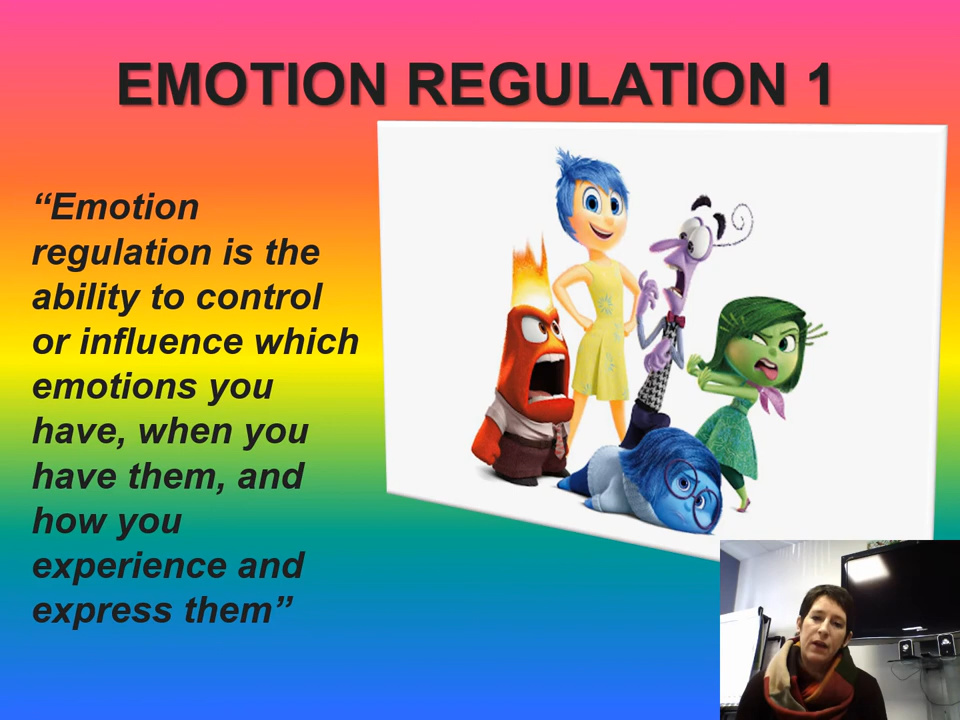 EMOTION REGULATION 1
“Emotion
regulation is the
ability to control
or influence which
emotions you
have, when you
have them, and
how you
experience and
express them”